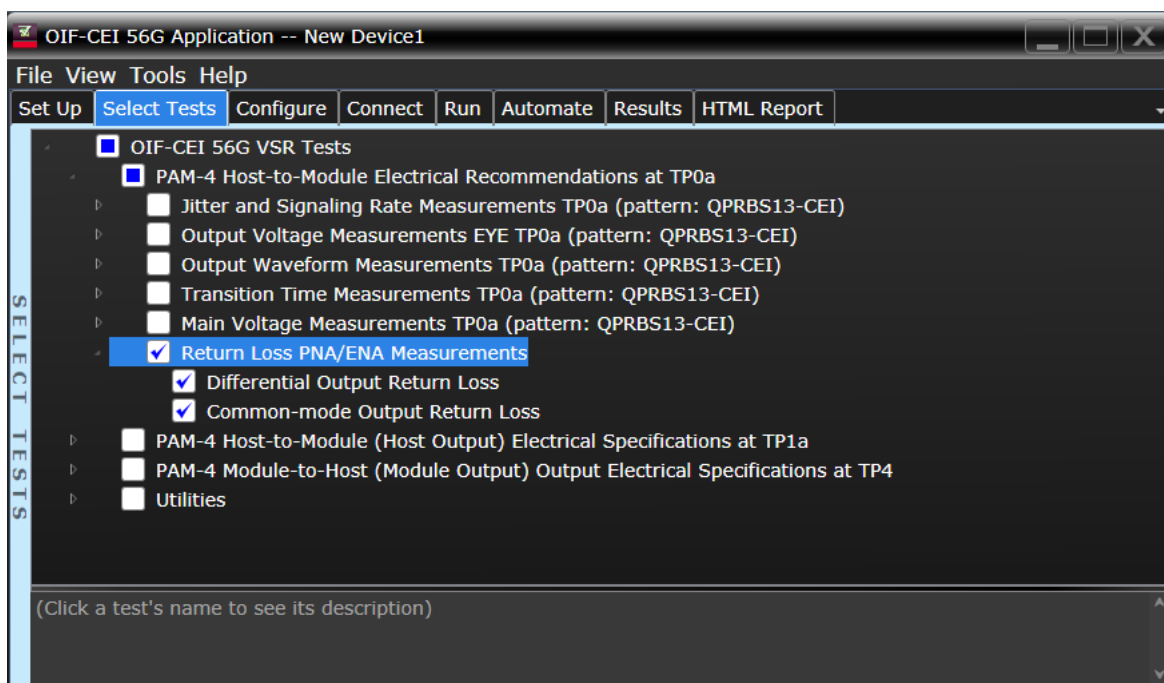 OIF-CEI 56G Application -- New Device1
File View Tools Help
Set Up Select Tests Configure Connect Run Automate Results HTML Report
SELECT TESTS
OIF-CEI 56G VSR Tests
PAM-4 Host-to-Module Electrical Recommendations at TP0a
Jitter and Signaling Rate Measurements TP0a (pattern: QPRBS13-CEI)
Output Voltage Measurements EYE TP0a (pattern: QPRBS13-CEI)
Output Waveform Measurements TP0a (pattern: QPRBS13-CEI)
Transition Time Measurements TP0a (pattern: QPRBS13-CEI)
Main Voltage Measurements TP0a (pattern: QPRBS13-CEI)
Return Loss PNA/ENA Measurements
Differential Output Return Loss
Common-mode Output Return Loss
PAM-4 Host-to-Module (Host Output) Electrical Specifications at TP1a
PAM-4 Module-to-Host (Module Output) Output Electrical Specifications at TP4
Utilities
(Click a test's name to see its description)